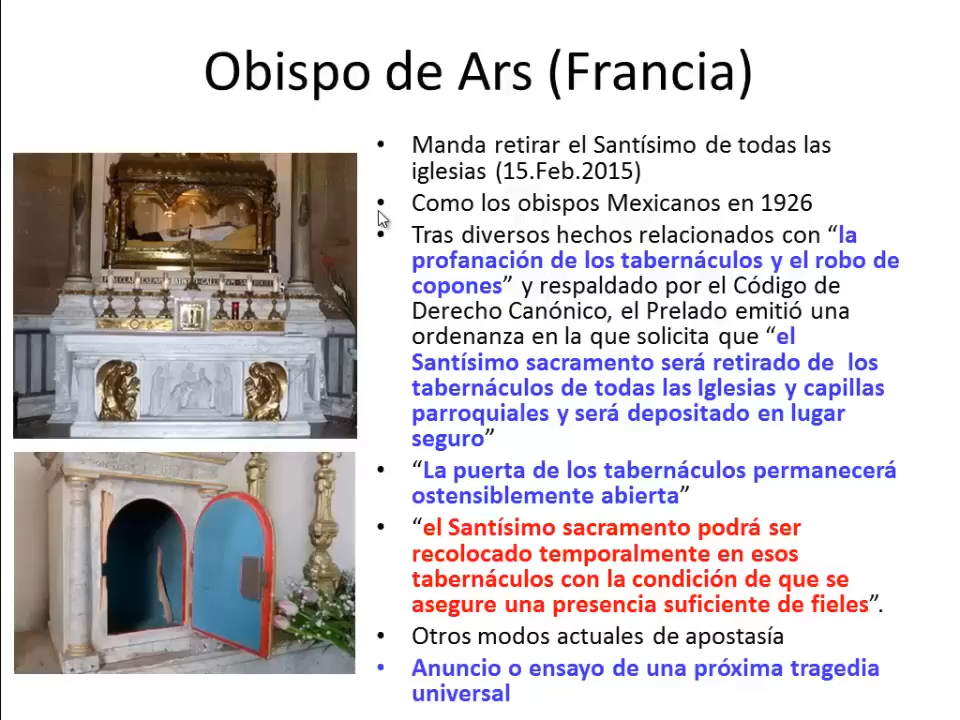 Obispo de Ars (Francia)
• Manda retirar el Santísimo de todas las
iglesias (15.Feb.2015)
• Como los obispos Mexicanos en 1926
• Tras diversos hechos relacionados con “la
profanación de los tabernáculos y el robo de
copones” y respaldado por el Código de
Derecho Canónico, el Prelado emitió una
ordenanza en la que solicita que “el
Santísimo sacramento será retirado de los
tabernáculos de todas las Iglesias y capillas
parroquiales y será depositado en lugar
seguro”
• “La puerta de los tabernáculos permanecerá
ostensiblemente abierta”
• “el Santísimo sacramento podrá ser
recolocado temporalmente en esos
tabernáculos con la condición de que se
asegure una presencia suficiente de fieles”.
• Otros modos actuales de apostasía
• Anuncio o ensayo de una próxima tragedia
universal